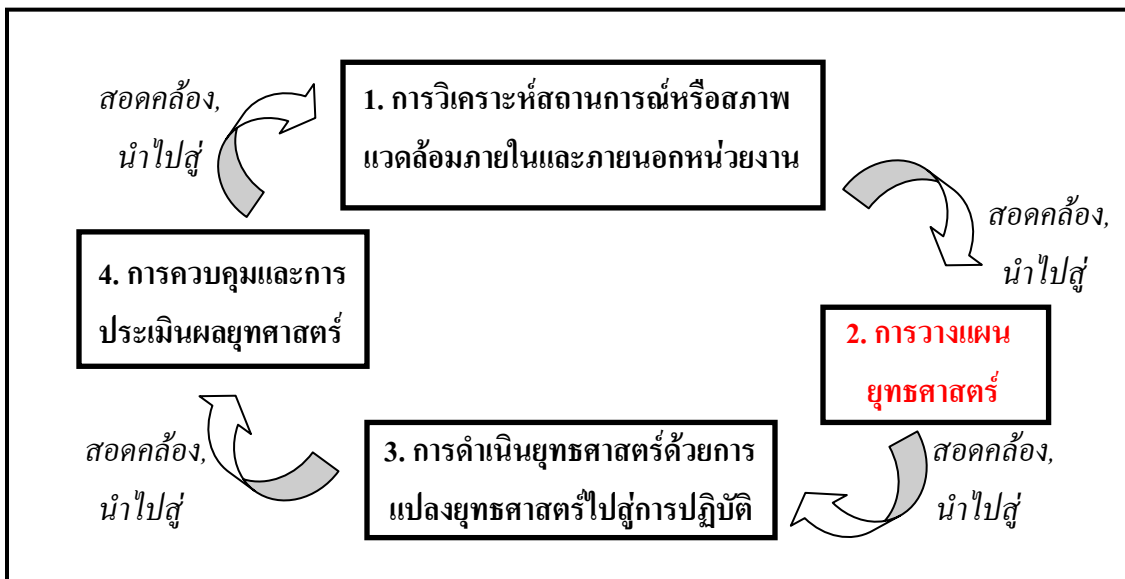 สอดคล้อง,
นำไปสู่
1. การวิเคราะห์สถานการณ์หรือสภาพ
แวดล้อมภายในและภายนอกหน่วยงาน
สอดคล้อง,
นำไปสู่
2. การวางแผน
ยุทธศาสตร์
สอดคล้อง,
นำไปสู่
3. การดำเนินยุทธศาสตร์ด้วยการ
แปลงยุทธศาสตร์ไปสู่การปฏิบัติ
สอดคล้อง,
นำไปสู่
4. การควบคุมและการ
ประเมินผลยุทศาสตร์